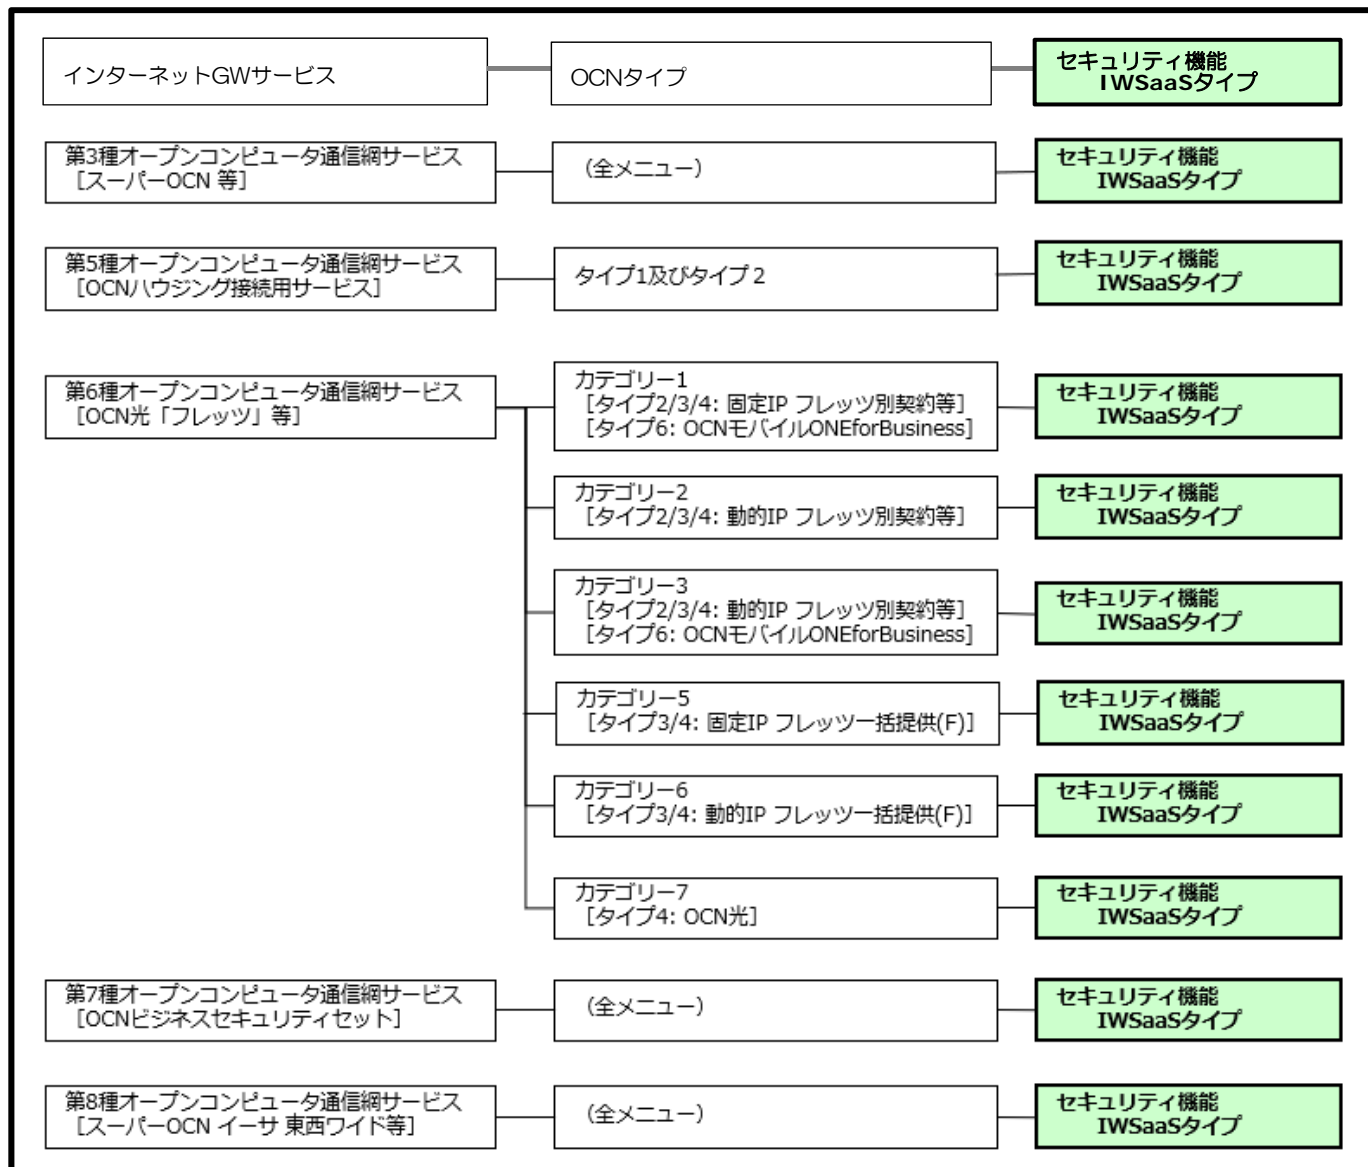 インターネットGWサービス
OCNタイプ
セキュリティ機能
IWSaaSタイプ
第3種オープンコンピュータ通信網サービス
［スーパーOCN 等］
（全メニュー）
セキュリティ機能
IWSaaSタイプ
第5種オープンコンピュータ通信網サービス
［OCNハウジング接続用サービス］
タイプ1及びタイプ２
セキュリティ機能
IWSaaSタイプ
第6種オープンコンピュータ通信網サービス
［OCN光「フレッツ」等］
カテゴリー1
［タイプ2/3/4: 固定IP フレッツ別契約等］
［タイプ6: OCNモバイルONEforBusiness］
セキュリティ機能
IWSaaSタイプ
カテゴリー2
［タイプ2/3/4: 動的IP フレッツ別契約等］
セキュリティ機能
IWSaaSタイプ
カテゴリー3
［タイプ2/3/4: 動的IP フレッツ別契約等］
［タイプ6: OCNモバイルONEforBusiness］
セキュリティ機能
IWSaaSタイプ
カテゴリー5
［タイプ3/4: 固定IP フレッツ一括提供(F)］
セキュリティ機能
IWSaaSタイプ
カテゴリー6
［タイプ3/4: 動的IP フレッツ一括提供(F)］
セキュリティ機能
IWSaaSタイプ
カテゴリー7
［タイプ4: OCN光］
セキュリティ機能
IWSaaSタイプ
第7種オープンコンピュータ通信網サービス
［OCNビジネスセキュリティセット］
（全メニュー）
セキュリティ機能
IWSaaSタイプ
第8種オープンコンピュータ通信網サービス
［スーパーOCN イーサ 東西ワイド等］
（全メニュー）
セキュリティ機能
IWSaaSタイプ